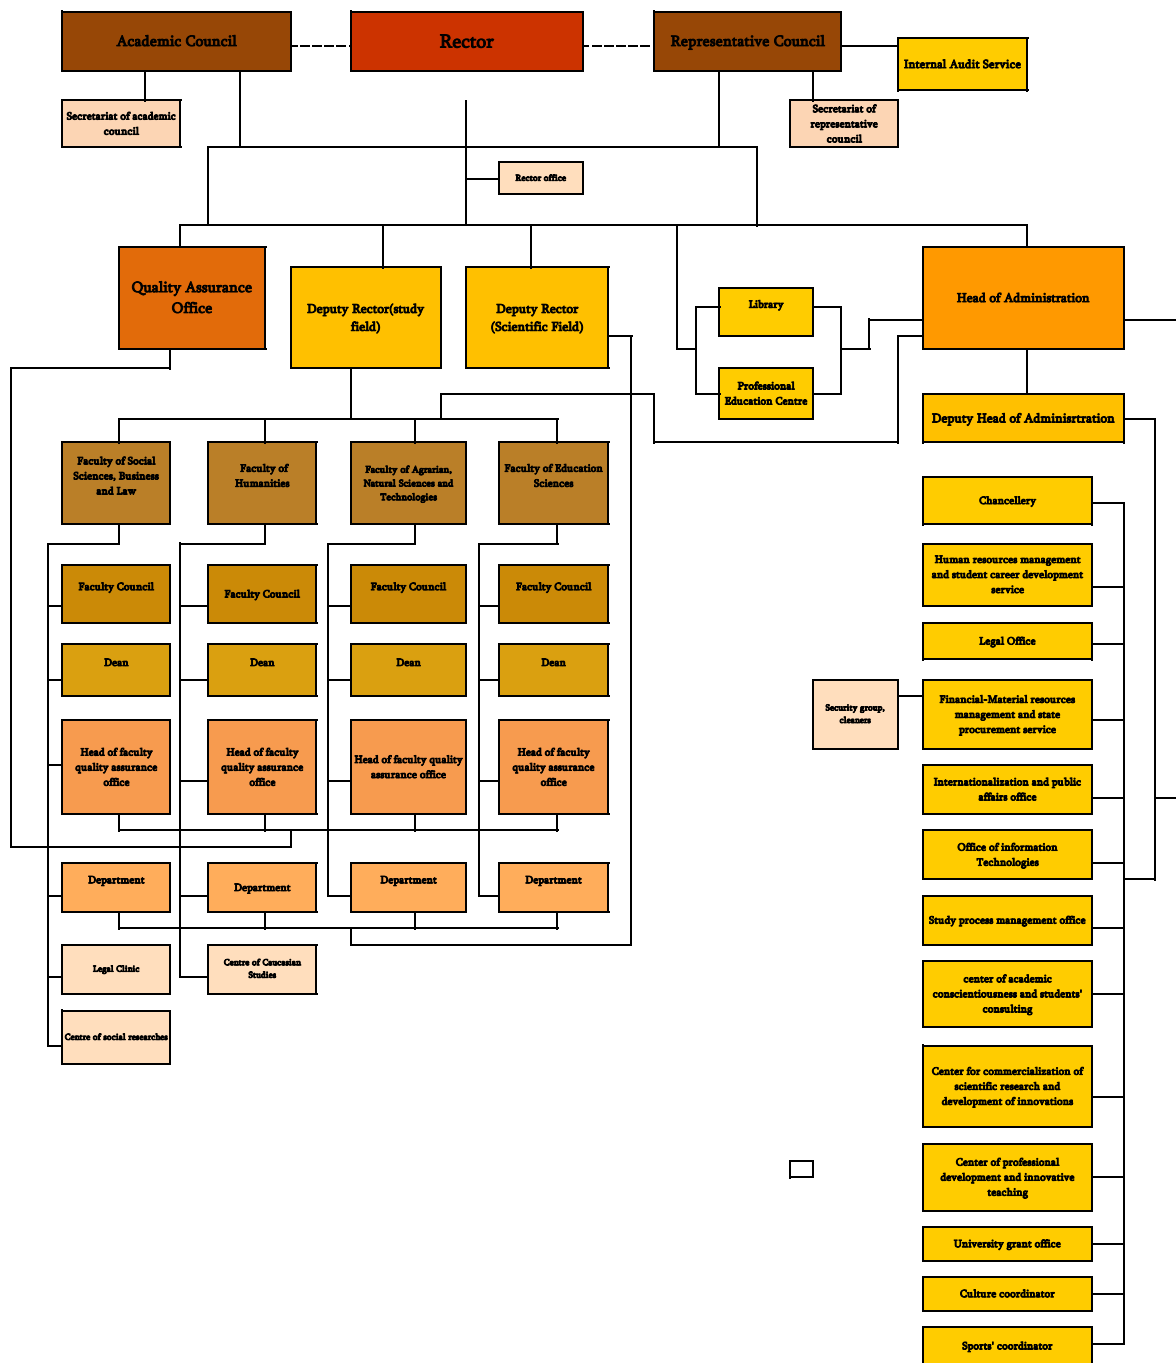 Academic Council
Rector
Representative Council
Internal Audit Service
Secretariat of academic
council
Secretariat of
representative
council
Rector office
Quality Assurance
Office
Deputy Rector(study
field)
Deputy Rector
(Scientific Field)
Library
Professional
Education Centre
Head of Administration
Deputy Head of Adminisrtration
Faculty of Social
Sciences, Business
and Law
Faculty of
Humanities
Faculty of Agrarian,
Natural Sciences and
Technologies
Faculty of Education
Sciences
Faculty Council
Faculty Council
Faculty Council
Faculty Council
Dean
Dean
Dean
Dean
Head of faculty
quality assurance
office
Head of faculty
quality assurance
office
Head of faculty quality
assurance office
Head of faculty
quality assurance
office
Department
Department
Department
Department
Legal Clinic
Centre of Caucasian
Studies
Centre of social researches
Chancellery
Human resources management
and student career development
service
Legal Office
Security group,
cleaners
Financial-Material resources
management and state
procurement service
Internationalization and public
affairs office
Office of information
Technologies
Study process management office
center of academic
conscientiousness and students'
consulting
Center for commercialization of
scientific research and
development of innovations
Center of professional
development and innovative
teaching
University grant office
Culture coordinator
Sports' coordinator